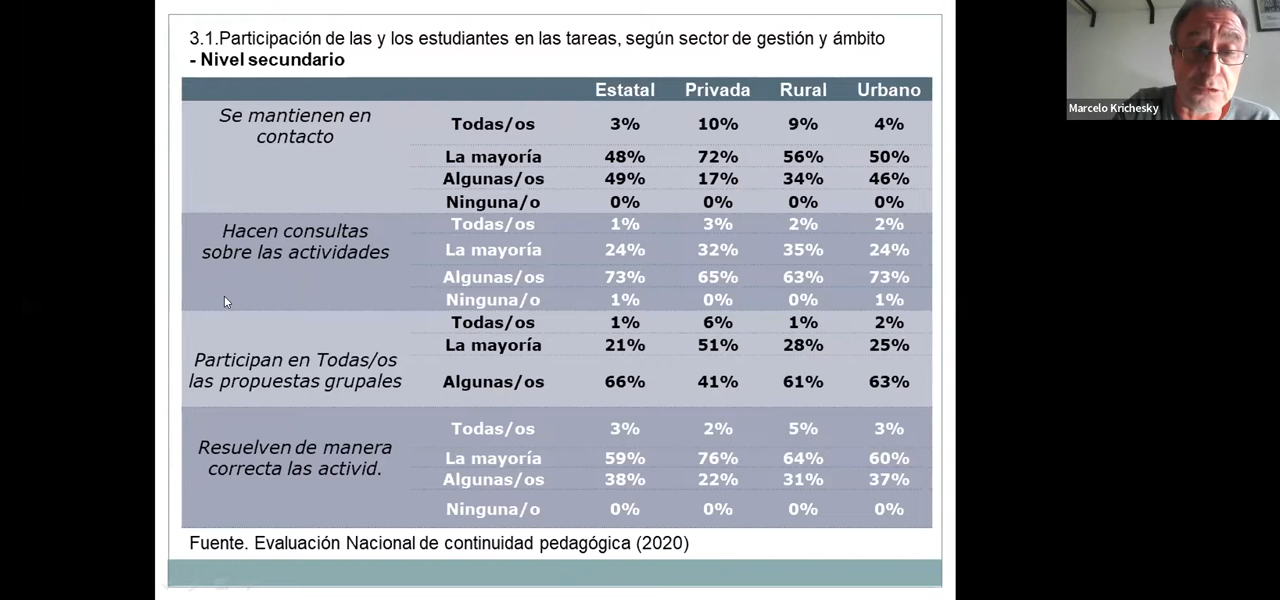 3.1.Participación de las y los estudiantes en las tareas, según sector de gestión y ámbito
- Nivel secundario
Estatal Privada Rural Urbano
Se mantienen en
contacto
Todas/os 3% 10% 9% 4%
La mayoría 48% 72% 56% 50%
Algunas/os 49% 17% 34% 46%
Ninguna/o 0% 0% 0% 0%
Hacen consultas
sobre las actividades
Todas/os 1% 3% 2% 2%
La mayoría 24% 32% 35% 24%
Algunas/os 73% 65% 63% 73%
Ninguna/o 1% 0% 0% 1%
Participan en Todas/os
las propuestas grupales
Todas/os 1% 6% 1% 2%
La mayoría 21% 51% 28% 25%
Algunas/os 66% 41% 61% 63%
Resuelven de manera
correcta las activid.
Todas/os 3% 2% 5% 3%
La mayoría 59% 76% 64% 60%
Algunas/os 38% 22% 31% 37%
Ninguna/o 0% 0% 0% 0%
Fuente. Evaluación Nacional de continuidad pedagógica (2020)
Marcelo Krichesky